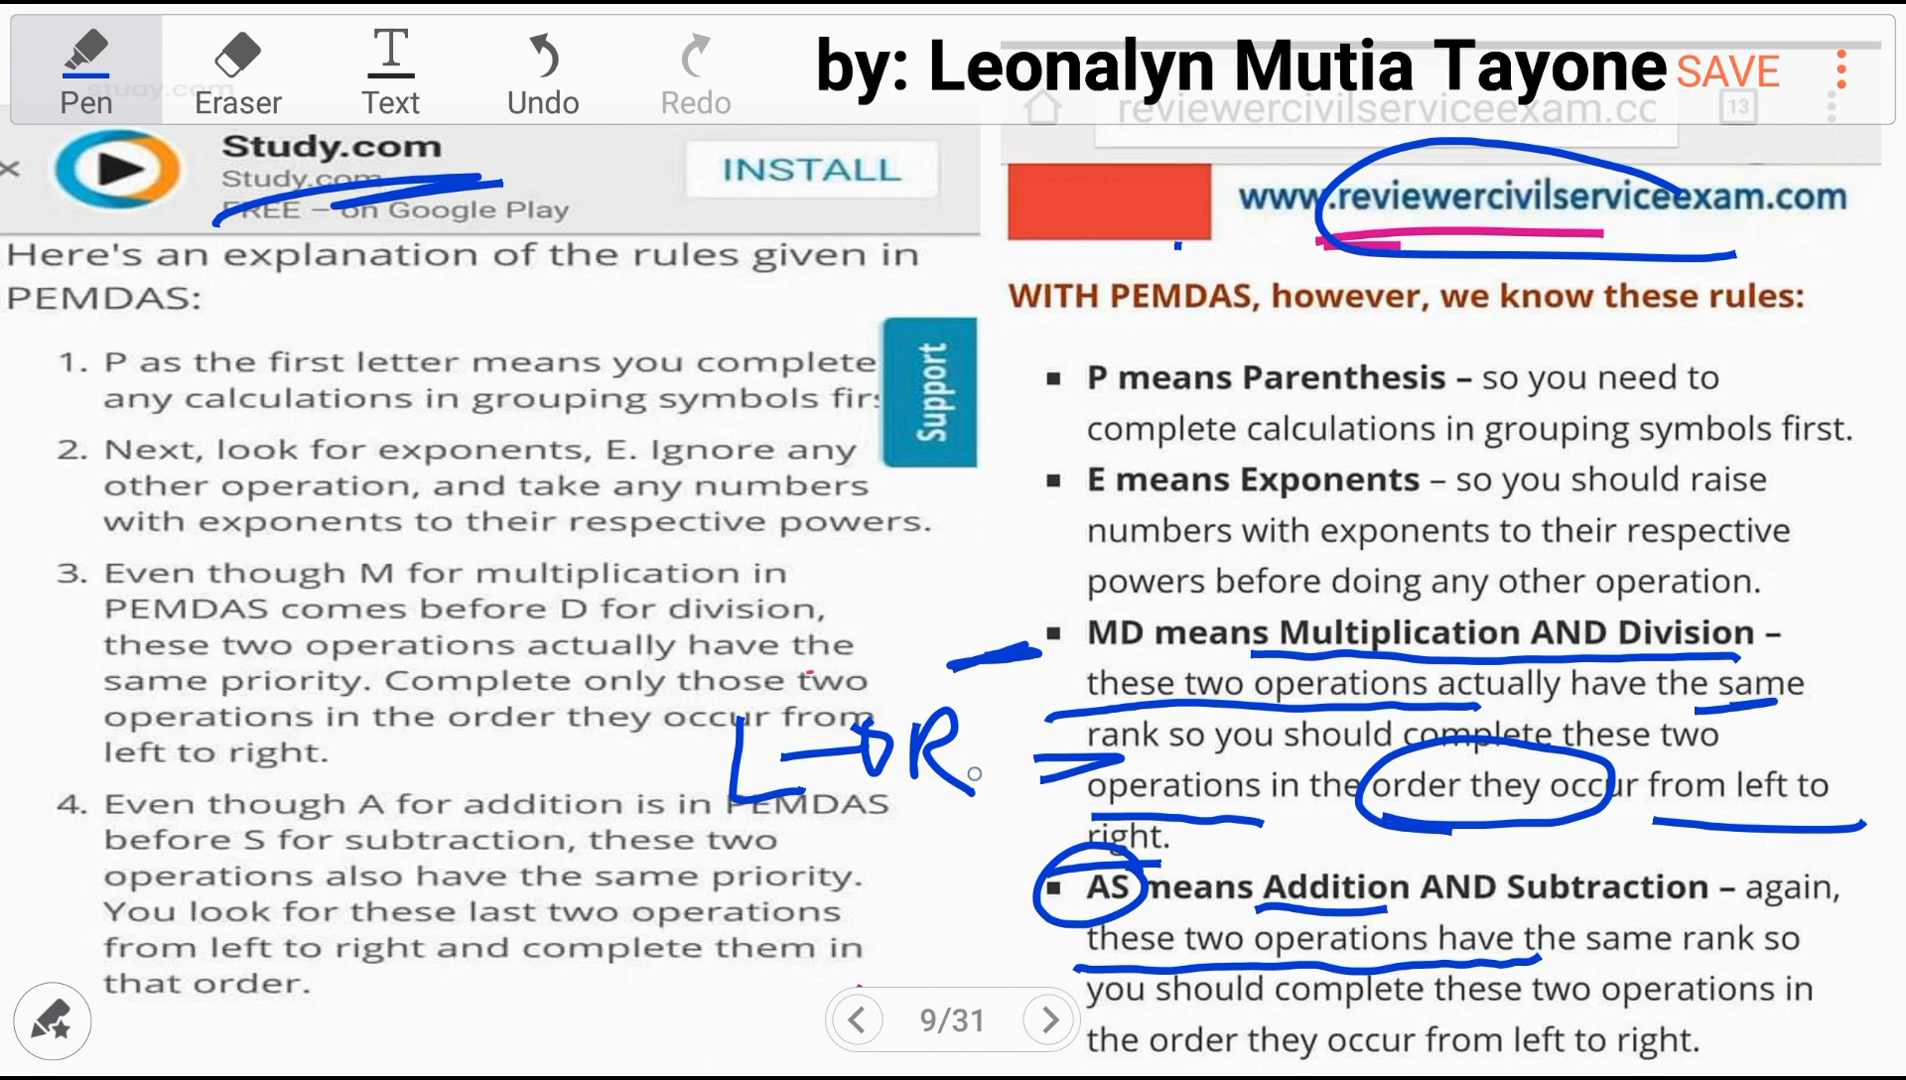 Pen
Eraser
Text
Undo
Redo
by: Leonalyn Mutia Tayone
SAVE
study.com
reviewercivilserviceexam.cc
13
Study.com
Study.com
FREE – on Google Play
INSTALL
Here's an explanation of the rules given in
PEMDAS:
1. P as the first letter means you complete
any calculations in grouping symbols firs
2. Next, look for exponents, E. Ignore any
other operation, and take any numbers
with exponents to their respective powers.
3. Even though M for multiplication in
PEMDAS comes before D for division,
these two operations actually have the
same priority. Complete only those two
operations in the order they occur from
left to right.
4. Even though A for addition is in PEMDAS
before S for subtraction, these two
operations also have the same priority.
You look for these last two operations
from left to right and complete them in
that order.
Support
L R
www.reviewercivilserviceexam.com
WITH PEMDAS, however, we know these rules:
▪ P means Parenthesis – so you need to
complete calculations in grouping symbols first.
▪ E means Exponents – so you should raise
numbers with exponents to their respective
powers before doing any other operation.
▪ MD means Multiplication AND Division –
these two operations actually have the same
rank so you should complete these two
operations in the order they occur from left to
right.
▪ AS means Addition AND Subtraction – again,
these two operations have the same rank so
you should complete these two operations in
the order they occur from left to right.
9/31